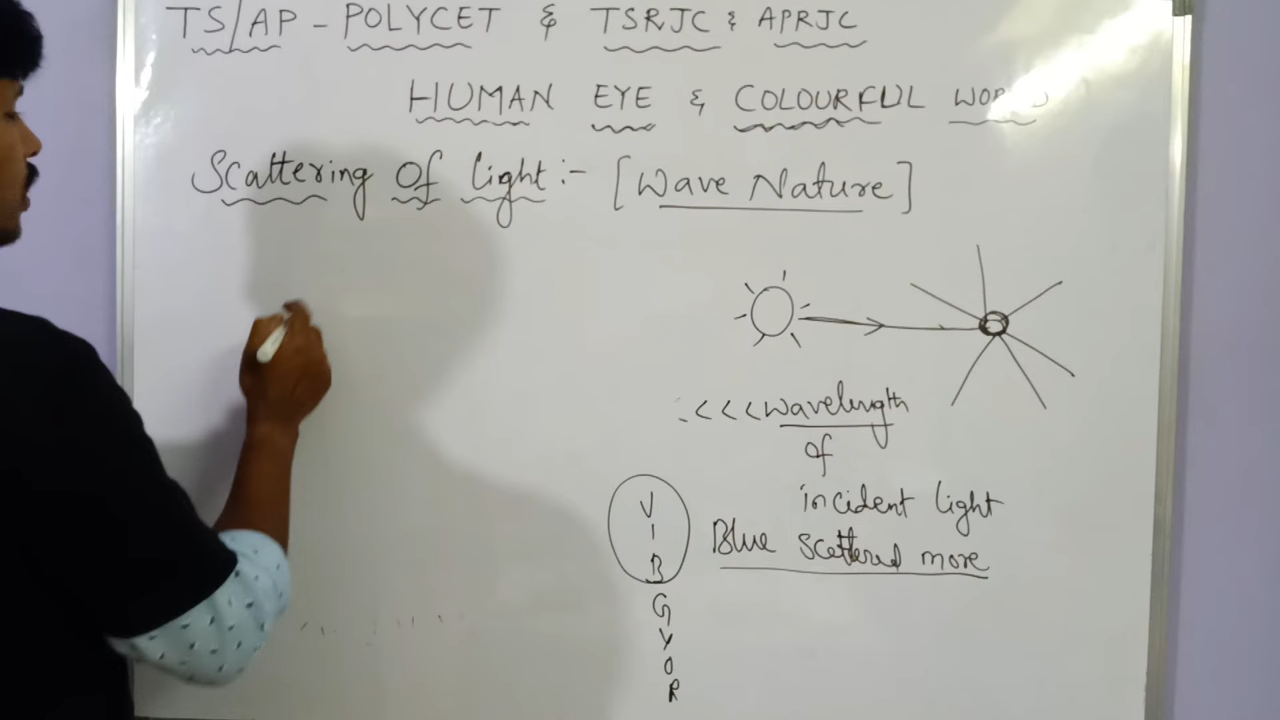 TS/AP - POLYCET & TSRJC & APRJC
HUMAN EYE & COLOURFUL WORLD
Scattering Of light :- [Wave Nature]
<<< wavelength
of
incident light
Blue scattered more
V
I
B
G
Y
O
R